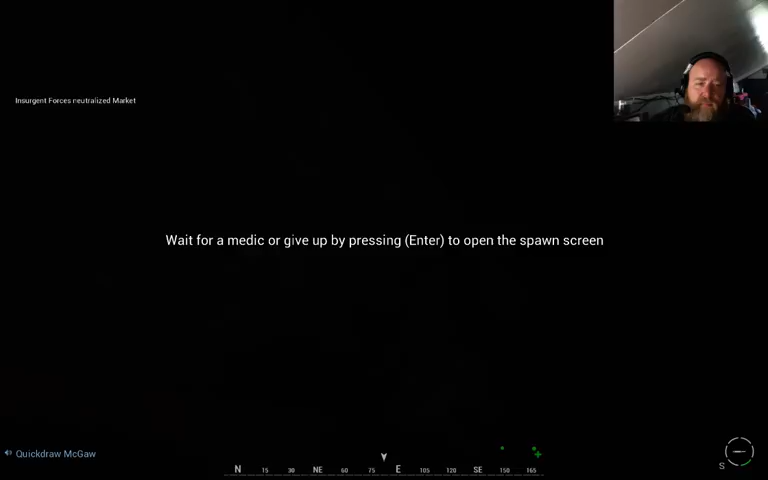 Insurgent Forces neutralized Market
Wait for a medic or give up by pressing (Enter) to open the spawn screen
Quickdraw McGaw
N 15 30 NE 60 75 E 105 120 SE 150 165
S